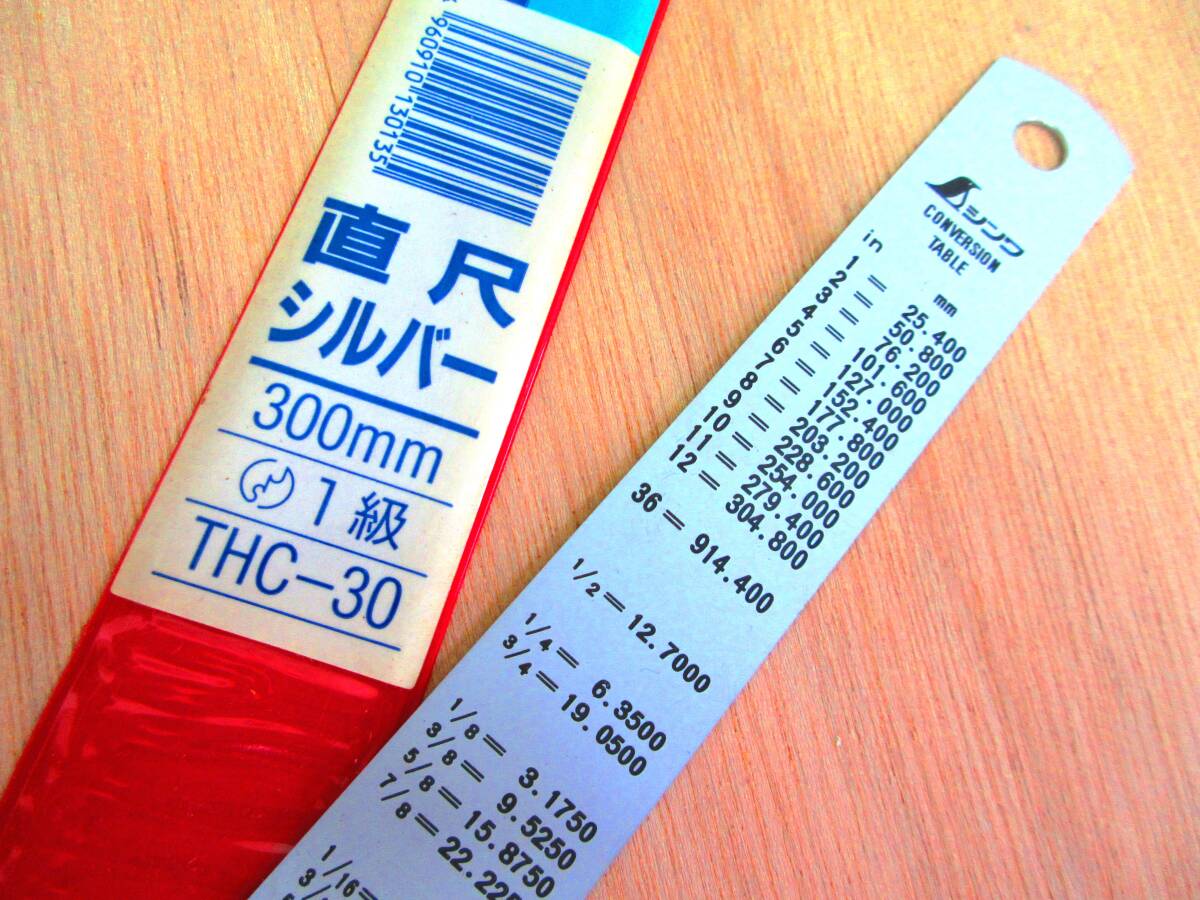 960910 130135
直尺
シルバー
300mm
1級
THC-30
シンワ
CONVERSION
TABLE
in mm
1 = 25.400
2 = 50.800
3 = 76.200
4 = 101.600
5 = 127.000
6 = 152.400
7 = 177.800
8 = 203.200
9 = 228.600
10 = 254.000
11 = 279.400
12 = 304.800
36 = 914.400
1/2 = 12.7000
1/4 = 6.3500
3/4 = 19.0500
1/8 = 3.1750
3/8 = 9.5250
5/8 = 15.8750
7/8 = 22.225
1/16 =